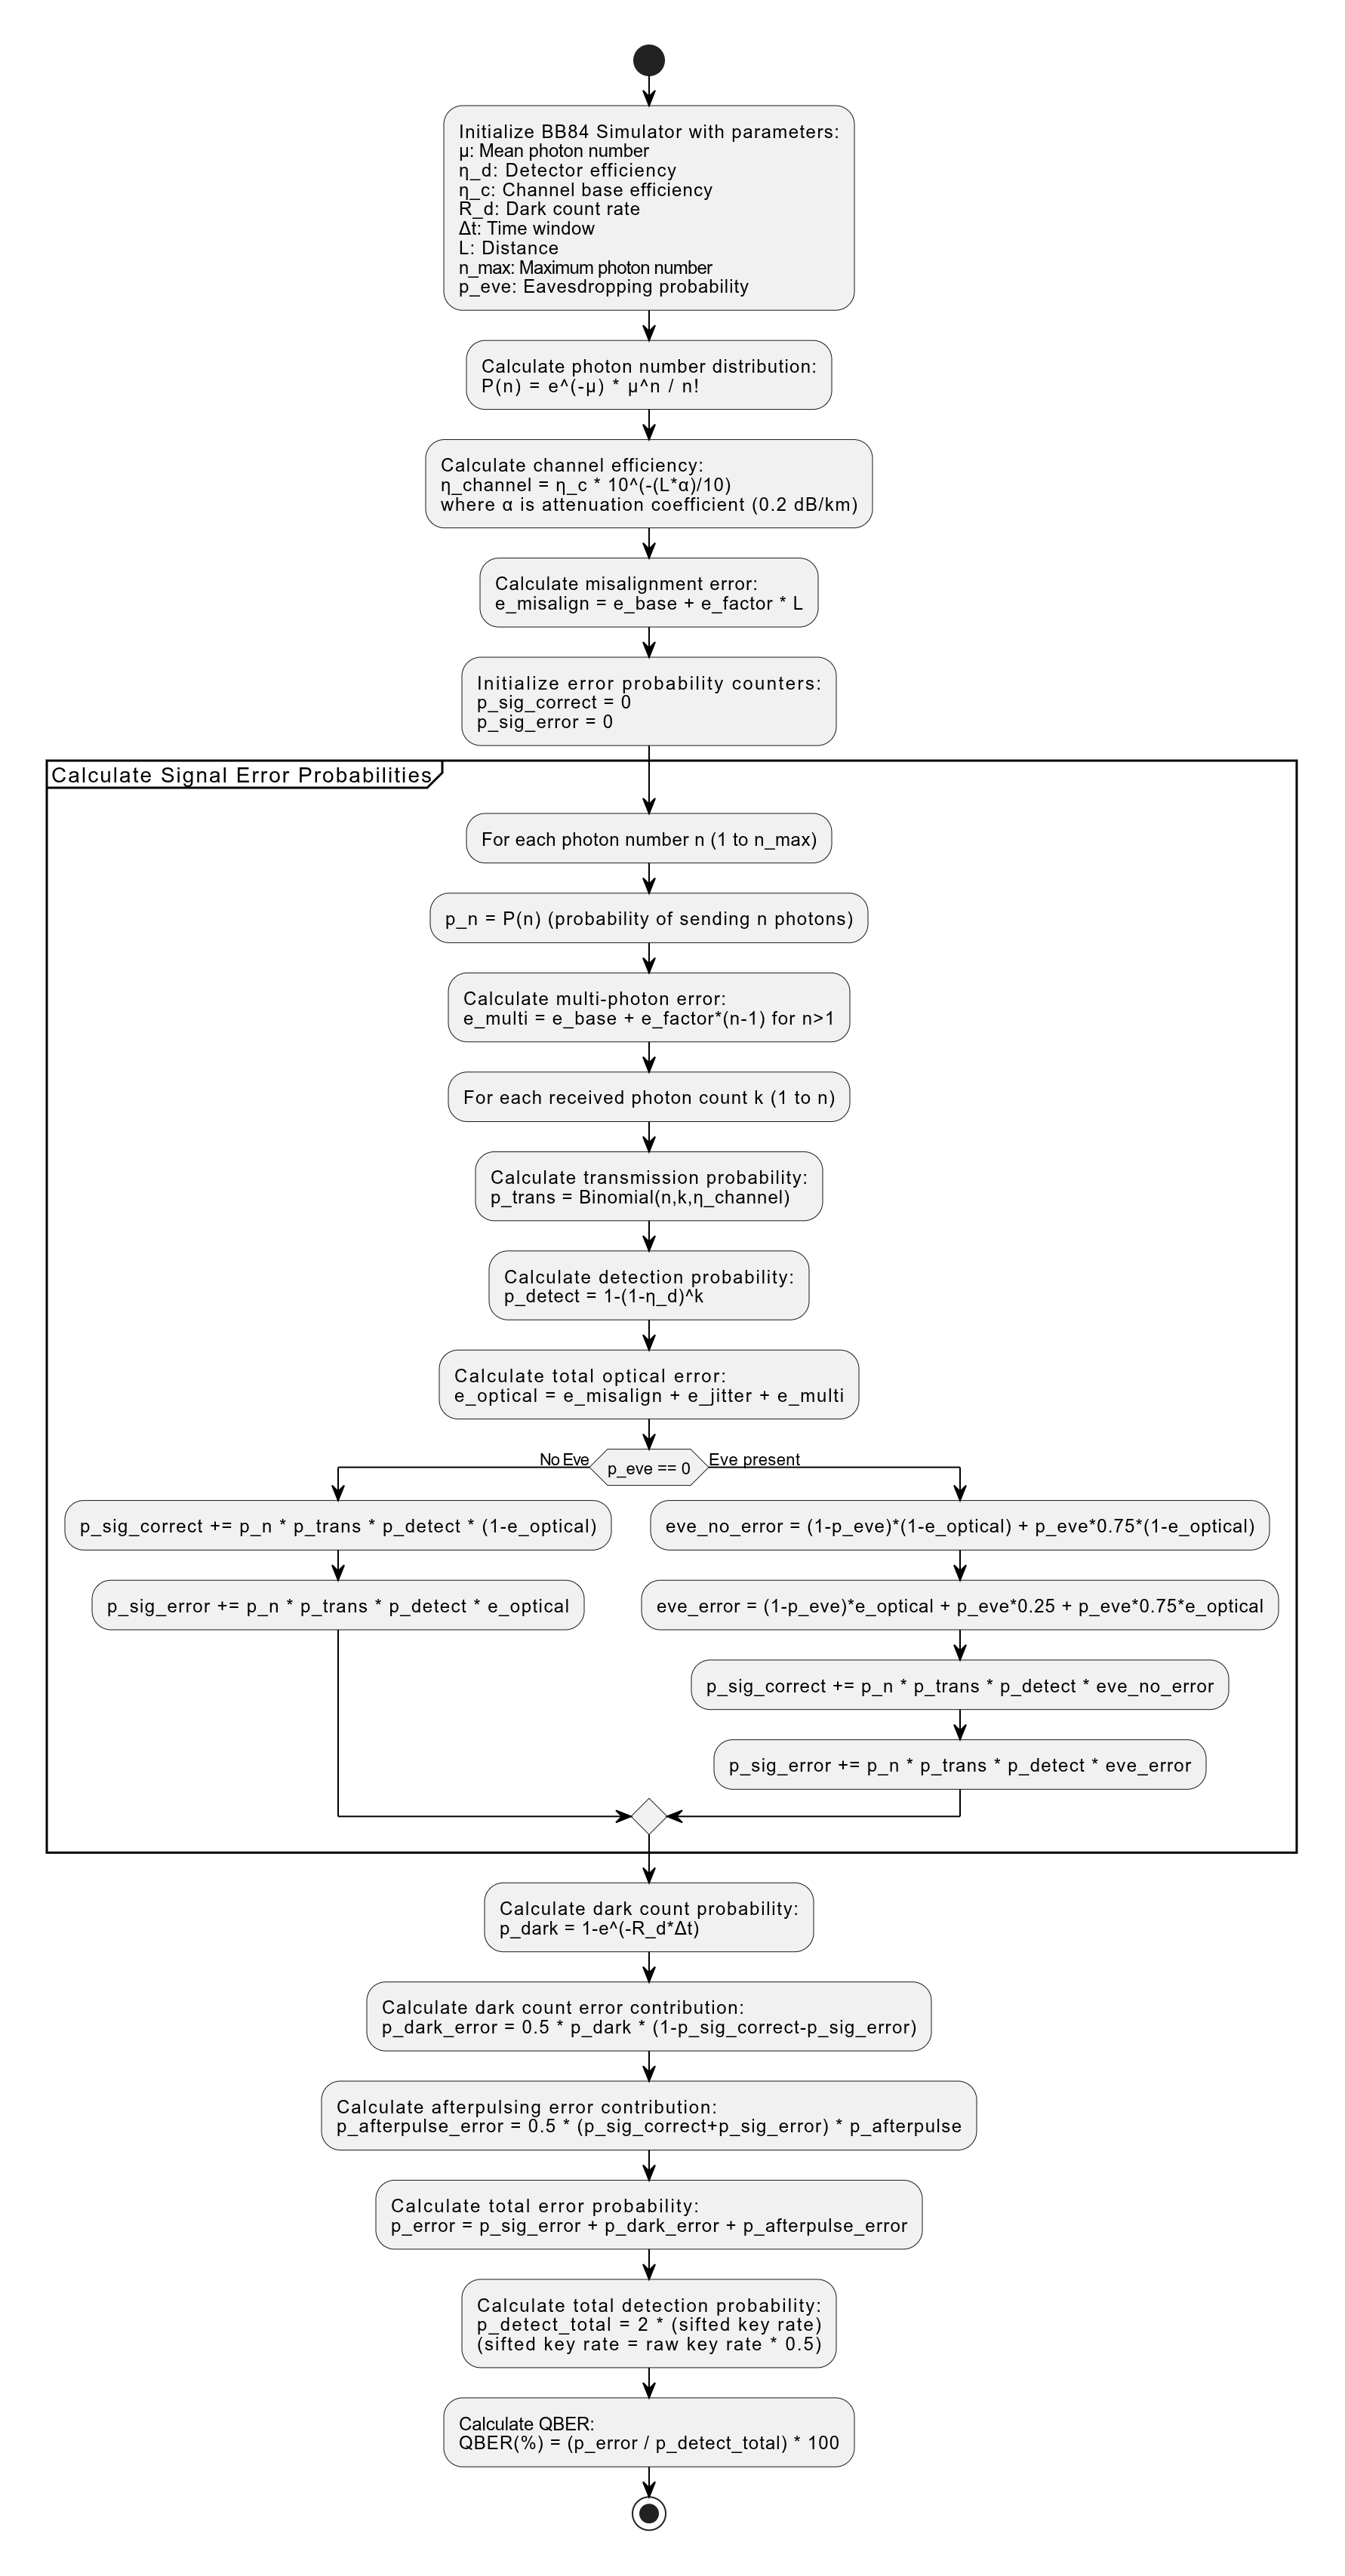 Initialize BB84 Simulator with parameters:
μ: Mean photon number
η_d: Detector efficiency
η_c: Channel base efficiency
R_d: Dark count rate
Δt: Time window
L: Distance
n_max: Maximum photon number
p_eve: Eavesdropping probability
Calculate photon number distribution:
P(n) = e^(-μ) * μ^n / n!
Calculate channel efficiency:
η_channel = η_c * 10^(-(L*α)/10)
where α is attenuation coefficient (0.2 dB/km)
Calculate misalignment error:
e_misalign = e_base + e_factor * L
Initialize error probability counters:
p_sig_correct = 0
p_sig_error = 0
Calculate Signal Error Probabilities
For each photon number n (1 to n_max)
p_n = P(n) (probability of sending n photons)
Calculate multi-photon error:
e_multi = e_base + e_factor*(n-1) for n>1
For each received photon count k (1 to n)
Calculate transmission probability:
p_trans = Binomial(n,k,η_channel)
Calculate detection probability:
p_detect = 1-(1-η_d)^k
Calculate total optical error:
e_optical = e_misalign + e_jitter + e_multi
No Eve
p_eve == 0
Eve present
p_sig_correct += p_n * p_trans * p_detect * (1-e_optical)
p_sig_error += p_n * p_trans * p_detect * e_optical
eve_no_error = (1-p_eve)*(1-e_optical) + p_eve*0.75*(1-e_optical)
eve_error = (1-p_eve)*e_optical + p_eve*0.25 + p_eve*0.75*e_optical
p_sig_correct += p_n * p_trans * p_detect * eve_no_error
p_sig_error += p_n * p_trans * p_detect * eve_error
Calculate dark count probability:
p_dark = 1-e^(-R_d*Δt)
Calculate dark count error contribution:
p_dark_error = 0.5 * p_dark * (1-p_sig_correct-p_sig_error)
Calculate afterpulsing error contribution:
p_afterpulse_error = 0.5 * (p_sig_correct+p_sig_error) * p_afterpulse
Calculate total error probability:
p_error = p_sig_error + p_dark_error + p_afterpulse_error
Calculate total detection probability:
p_detect_total = 2 * (sifted key rate)
(sifted key rate = raw key rate * 0.5)
Calculate QBER:
QBER(%) = (p_error / p_detect_total) * 100